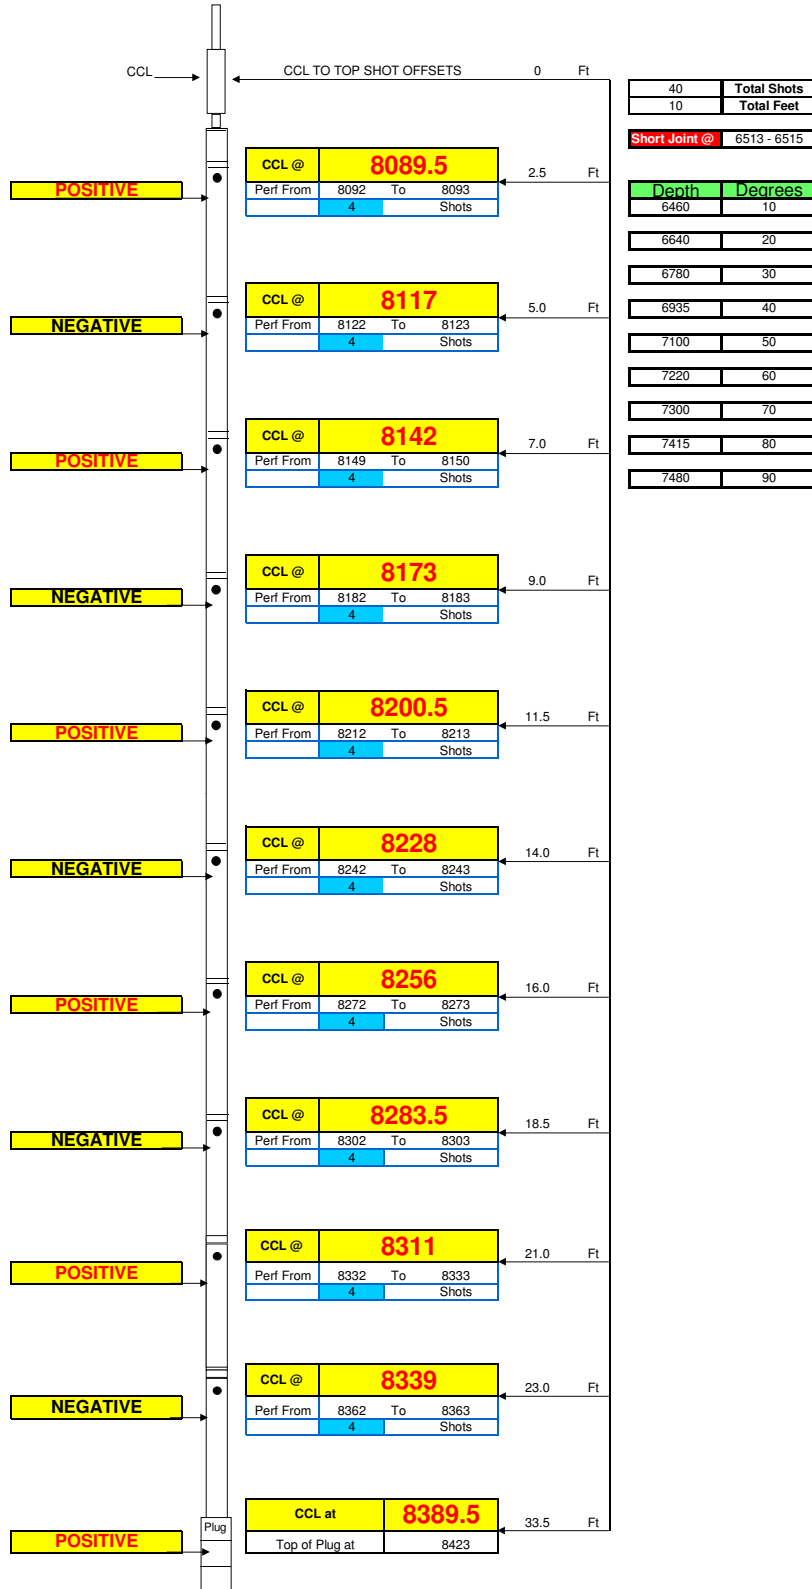 CCL
CCL TO TOP SHOT OFFSETS 0 Ft
40 Total Shots
10 Total Feet
Short Joint @ 6513 - 6515
Depth Degrees
6460 10
6640 20
6780 30
6935 40
7100 50
7220 60
7300 70
7415 80
7480 90
CCL @ 8089.5
2.5 Ft
POSITIVE
Perf From 8092 To 8093
4 Shots
CCL @ 8117
5.0 Ft
NEGATIVE
Perf From 8122 To 8123
4 Shots
CCL @ 8142
7.0 Ft
POSITIVE
Perf From 8149 To 8150
4 Shots
CCL @ 8173
9.0 Ft
NEGATIVE
Perf From 8182 To 8183
4 Shots
CCL @ 8200.5
11.5 Ft
POSITIVE
Perf From 8212 To 8213
4 Shots
CCL @ 8228
14.0 Ft
NEGATIVE
Perf From 8242 To 8243
4 Shots
CCL @ 8256
16.0 Ft
POSITIVE
Perf From 8272 To 8273
4 Shots
CCL @ 8283.5
18.5 Ft
NEGATIVE
Perf From 8302 To 8303
4 Shots
CCL @ 8311
21.0 Ft
POSITIVE
Perf From 8332 To 8333
4 Shots
CCL @ 8339
23.0 Ft
NEGATIVE
Perf From 8362 To 8363
4 Shots
Plug
CCL at 8389.5
33.5 Ft
POSITIVE
Top of Plug at 8423